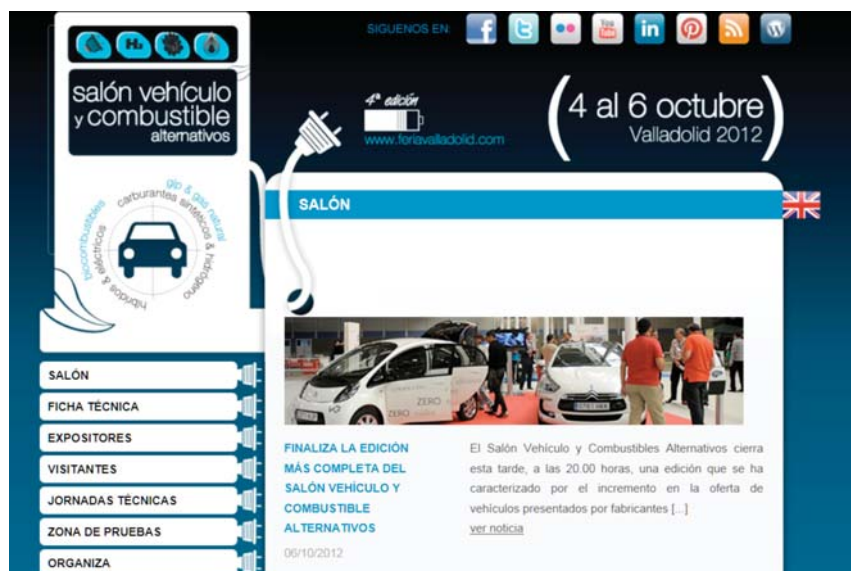 SIGUENOS EN:
You
Tube
H₂
salón vehículo
y combustible
alternativos
4ª edición
www.feriavalladolid.com
4 al 6 octubre
Valladolid 2012
SALÓN
biocombustibles
glp & gas natural
carburantes sintéticos & hidrógeno
híbridos & eléctricos
ZERO
ZERO
SALÓN
FICHA TÉCNICA
EXPOSITORES
VISITANTES
JORNADAS TÉCNICAS
ZONA DE PRUEBAS
ORGANIZA
FINALIZA LA EDICIÓN
MÁS COMPLETA DEL
SALÓN VEHÍCULO Y
COMBUSTIBLE
ALTERNATIVOS
06/10/2012
El Salón Vehículo y Combustibles Alternativos cierra
esta tarde, a las 20.00 horas, una edición que se ha
caracterizado por el incremento en la oferta de
vehículos presentados por fabricantes [...]
ver noticia